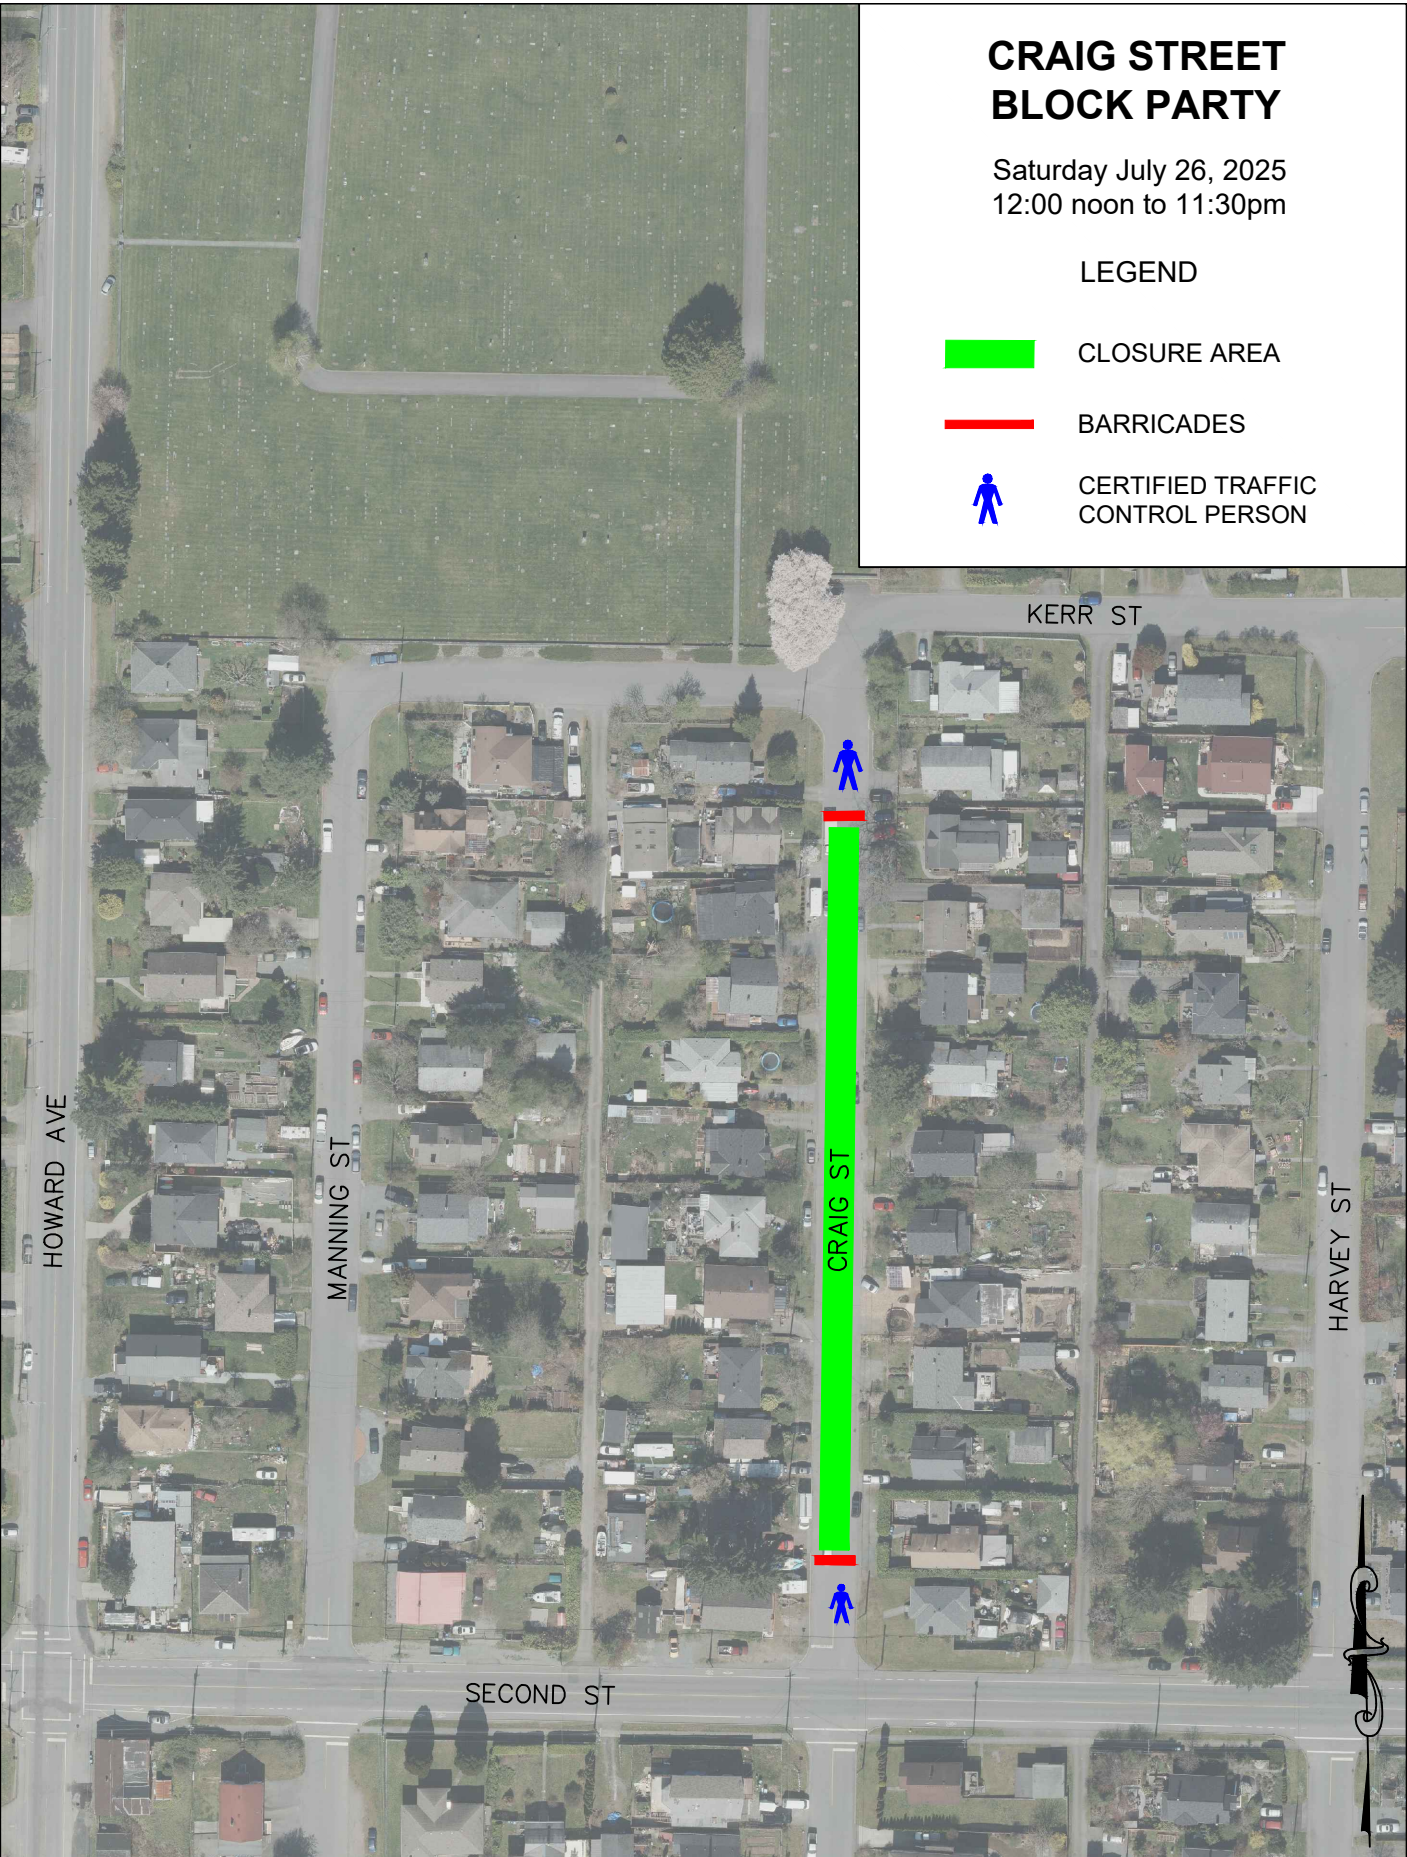 CRAIG STREET
BLOCK PARTY
Saturday July 26, 2025
12:00 noon to 11:30pm
LEGEND
CLOSURE AREA
BARRICADES
CERTIFIED TRAFFIC
CONTROL PERSON
KERR ST
HOWARD AVE
MANNING ST
CRAIG ST
HARVEY ST
SECOND ST